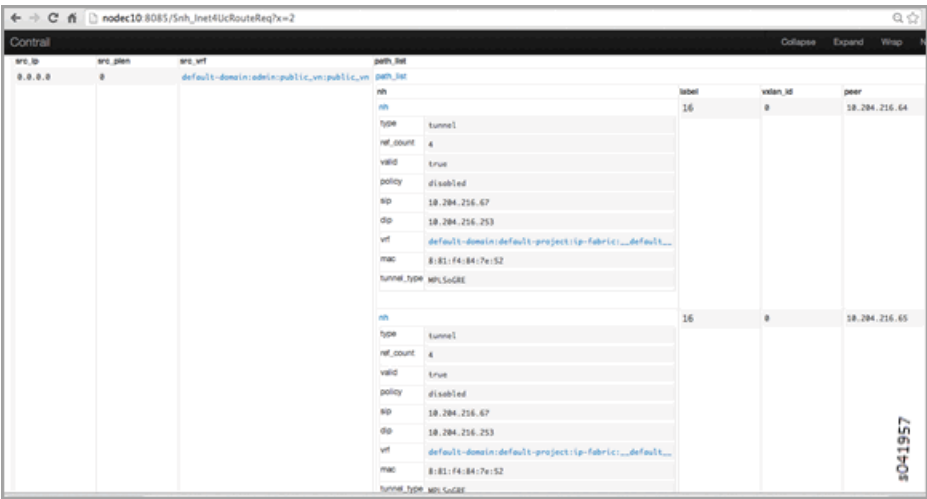 nodec10:8085/Snh_Inet4UcRouteReq?x=2
Contrail Collapse Expand Wrap N
src_ip src_plen src_vrf path_list
0.0.0.0 0 default-domain:admin:public_vn:public_vn path_list
nh label vxlan_id peer
nh 16 0 10.204.216.64
type tunnel
ref_count 4
valid true
policy disabled
sip 10.204.216.67
dip 10.204.216.253
vrf default-domain:default-project:ip-fabric:__default__
mac 8:81:f4:84:7e:52
tunnel_type MPLSoGRE
nh 16 0 10.204.216.65
type tunnel
ref_count 4
valid true
policy disabled
sip 10.204.216.67
dip 10.204.216.253
vrf default-domain:default-project:ip-fabric:__default__
mac 8:81:f4:84:7e:52
tunnel_type MPLSoGRE
s041957